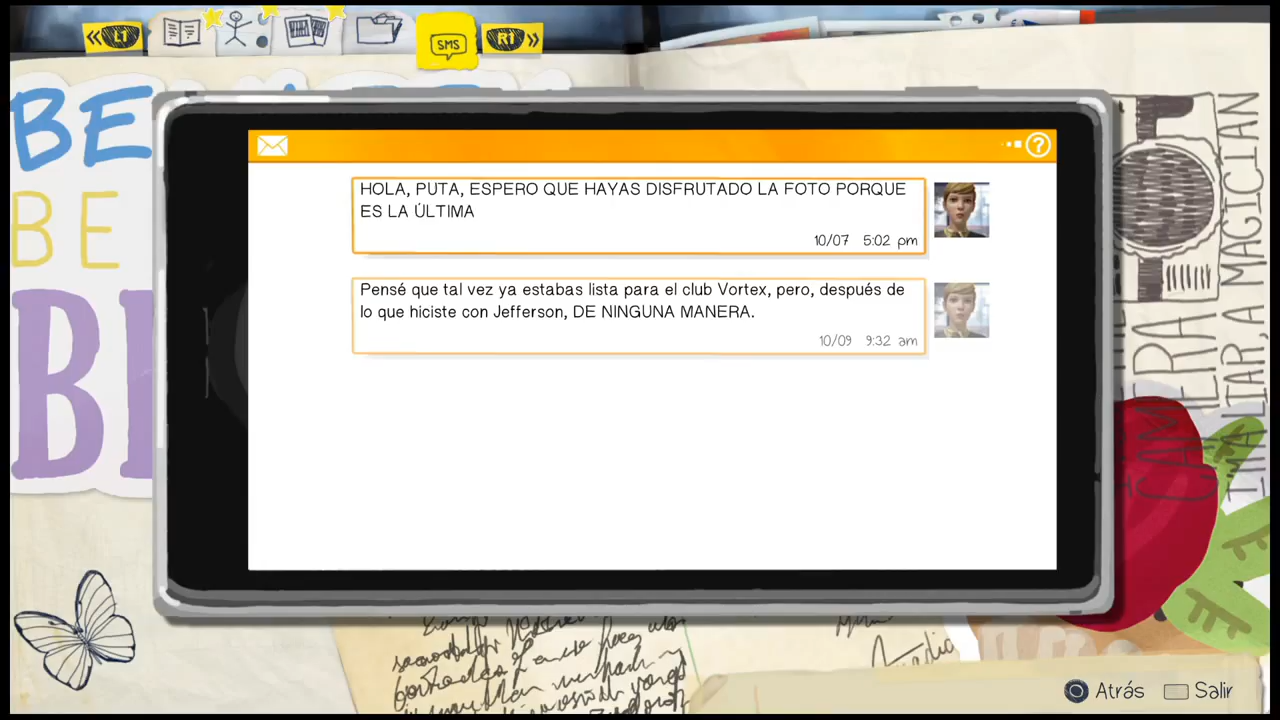 L1
SMS
R1
BE
BE
HOLA, PUTA, ESPERO QUE HAYAS DISFRUTADO LA FOTO PORQUE
ES LA ÚLTIMA
10/07 5:02 pm
Pensé que tal vez ya estabas lista para el club Vortex, pero, después de
lo que hiciste con Jefferson, DE NINGUNA MANERA.
10/09 9:32 am
?
Atrás
Salir